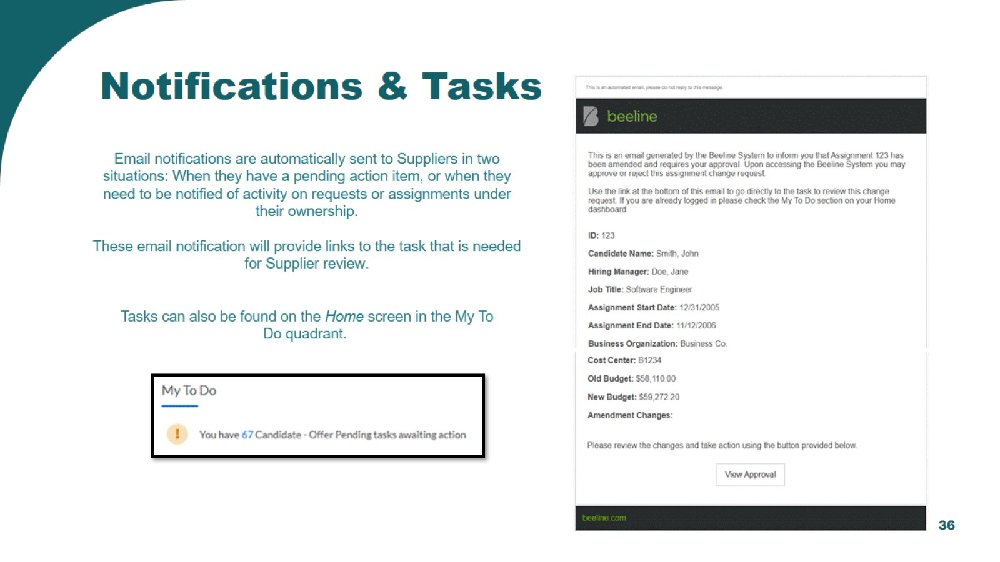 Notifications & Tasks
Email notifications are automatically sent to Suppliers in two
situations: When they have a pending action item, or when they
need to be notified of activity on requests or assignments under
their ownership.
These email notification will provide links to the task that is needed
for Supplier review.
Tasks can also be found on the Home screen in the My To
Do quadrant.
My To Do
! You have 67 Candidate - Offer Pending tasks awaiting action
This is an automated email, please do not reply to this message.
B beeline
This is an email generated by the Beeline System to inform you that Assignment 123 has
been amended and requires your approval. Upon accessing the Beeline System you may
approve or reject this assignment change request.
Use the link at the bottom of this email to go directly to the task to review this change
request. If you are already logged in please check the My To Do section on your Home
dashboard
ID: 123
Candidate Name: Smith, John
Hiring Manager: Doe, Jane
Job Title: Software Engineer
Assignment Start Date: 12/31/2005
Assignment End Date: 11/12/2006
Business Organization: Business Co.
Cost Center: B1234
Old Budget: $58,110.00
New Budget: $59,272.20
Amendment Changes:
Please review the changes and take action using the button provided below.
View Approval
beeline.com
36